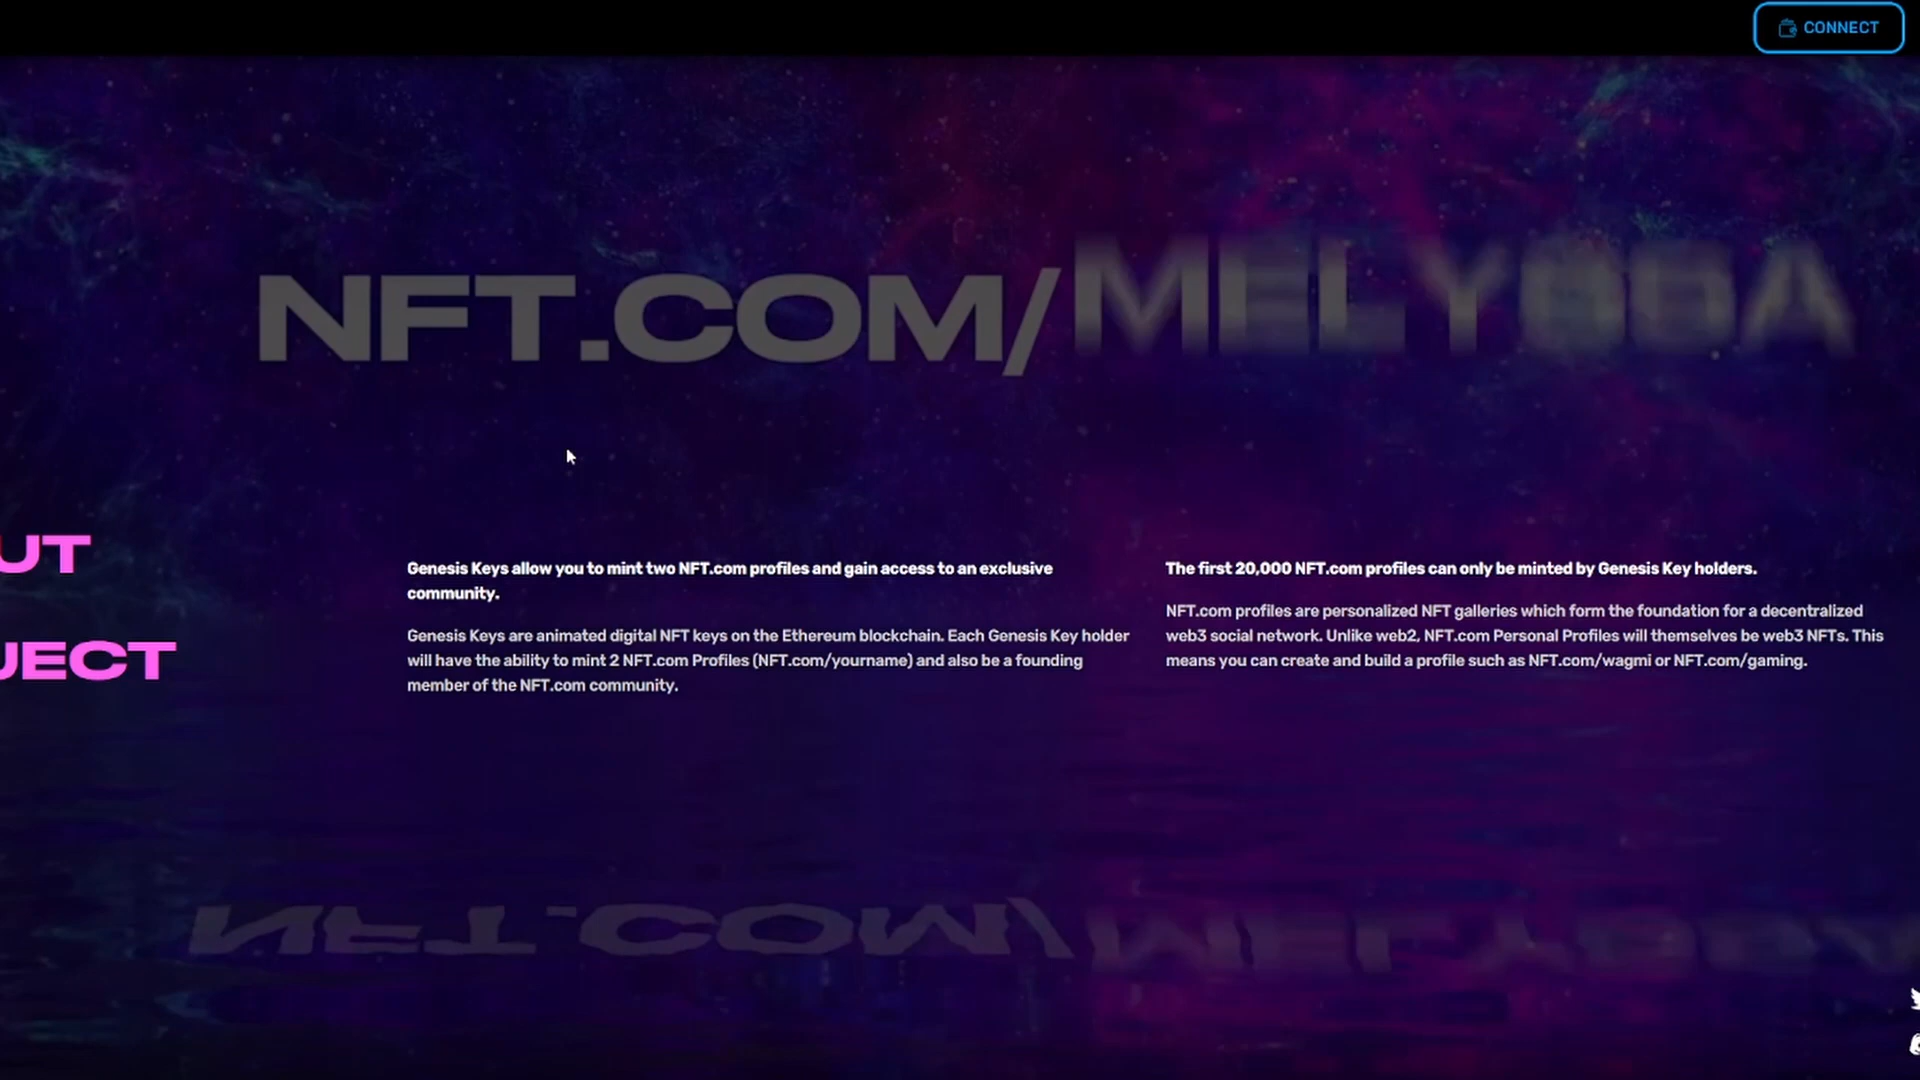 CONNECT
NFT.COM/
UT
JECT
Genesis Keys allow you to mint two NFT.com profiles and gain access to an exclusive
community.
Genesis Keys are animated digital NFT keys on the Ethereum blockchain. Each Genesis Key holder
will have the ability to mint 2 NFT.com Profiles (NFT.com/yourname) and also be a founding
member of the NFT.com community.
The first 20,000 NFT.com profiles can only be minted by Genesis Key holders.
NFT.com profiles are personalized NFT galleries which form the foundation for a decentralized
web3 social network. Unlike web2, NFT.com Personal Profiles will themselves be web3 NFTs. This
means you can create and build a profile such as NFT.com/wagmi or NFT.com/gaming.